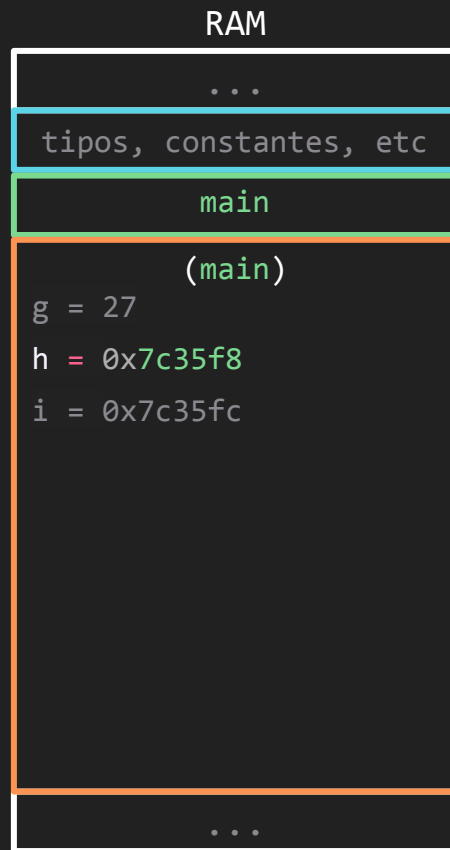 RAM
...
tipos, constantes, etc
main
(main)
g = 27
h = 0x7c35f8
i = 0x7c35fc
...